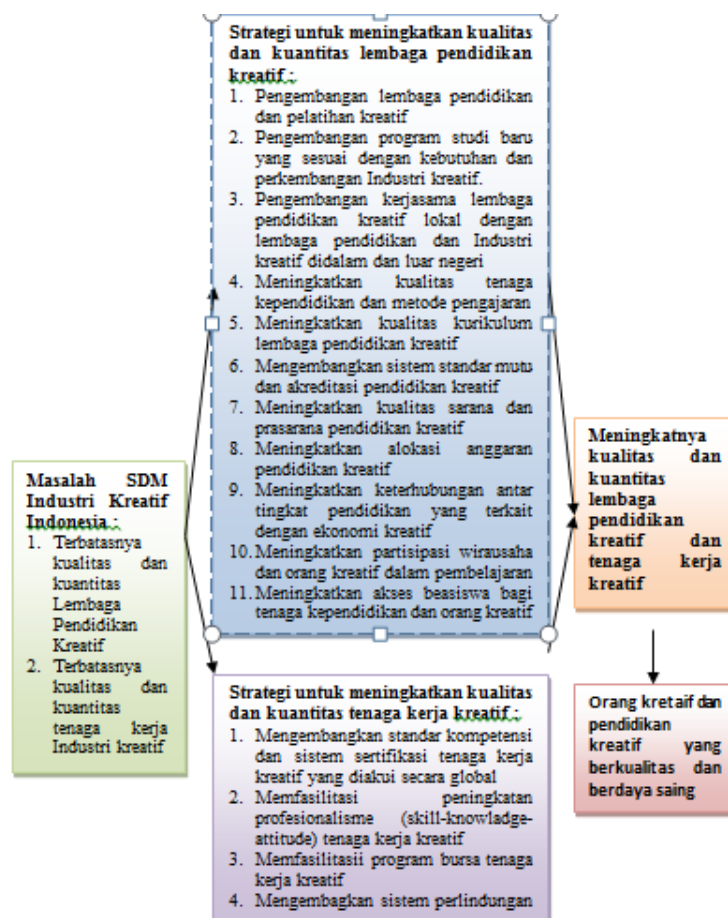 Strategi untuk meningkatkan kualitas
dan kuantitas lembaga pendidikan
kreatif :
1. Pengembangan lembaga pendidikan
dan pelatihan kreatif
2. Pengembangan program studi baru
yang sesuai dengan kebutuhan dan
perkembangan Industri kreatif.
3. Pengembangan kerjasama lembaga
pendidikan kreatif lokal dengan
lembaga pendidikan dan Industri
kreatif didalam dan luar negeri
4. Meningkatkan kualitas tenaga
kependidikan dan metode pengajaran
5. Meningkatkan kualitas kurikulum
lembaga pendidikan kreatif
6. Mengembangkan sistem standar mutu
dan akreditasi pendidikan kreatif
7. Meningkatkan kualitas sarana dan
prasarana pendidikan kreatif
8. Meningkatkan alokasi anggaran
pendidikan kreatif
9. Meningkatkan keterhubungan antar
tingkat pendidikan yang terkait
dengan ekonomi kreatif
10. Meningkatkan partisipasi wirausaha
dan orang kreatif dalam pembelajaran
11. Meningkatkan akses beasiswa bagi
tenaga kependidikan dan orang kreatif
Masalah SDM
Industri Kreatif
Indonesia :
1. Terbatasnya
kualitas dan
kuantitas
Lembaga
Pendidikan
Kreatif
2. Terbatasnya
kualitas dan
kuantitas
tenaga kerja
Industri kreatif
Strategi untuk meningkatkan kualitas
dan kuantitas tenaga kerja kreatif :
1. Mengembangkan standar kompetensi
dan sistem sertifikasi tenaga kerja
kreatif yang diakui secara global
2. Memfasilitasi peningkatan
profesionalisme (skill-knowladge-
attitude) tenaga kerja kreatif
3. Memfasilitasii program bursa tenaga
kerja kreatif
4. Mengembagkan sistem perlindungan
Meningkatnya
kualitas dan
kuantitas
lembaga
pendidikan
kreatif dan
tenaga kerja
kreatif
Orang kretaif dan
pendidikan
kreatif yang
berkualitas dan
berdaya saing